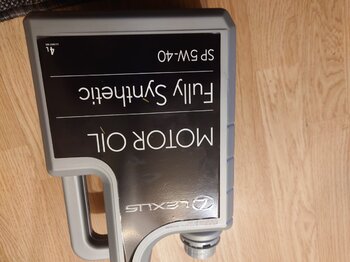 LEXUS
MOTOR OIL
Fully Synthetic
SP 5W-40
4L